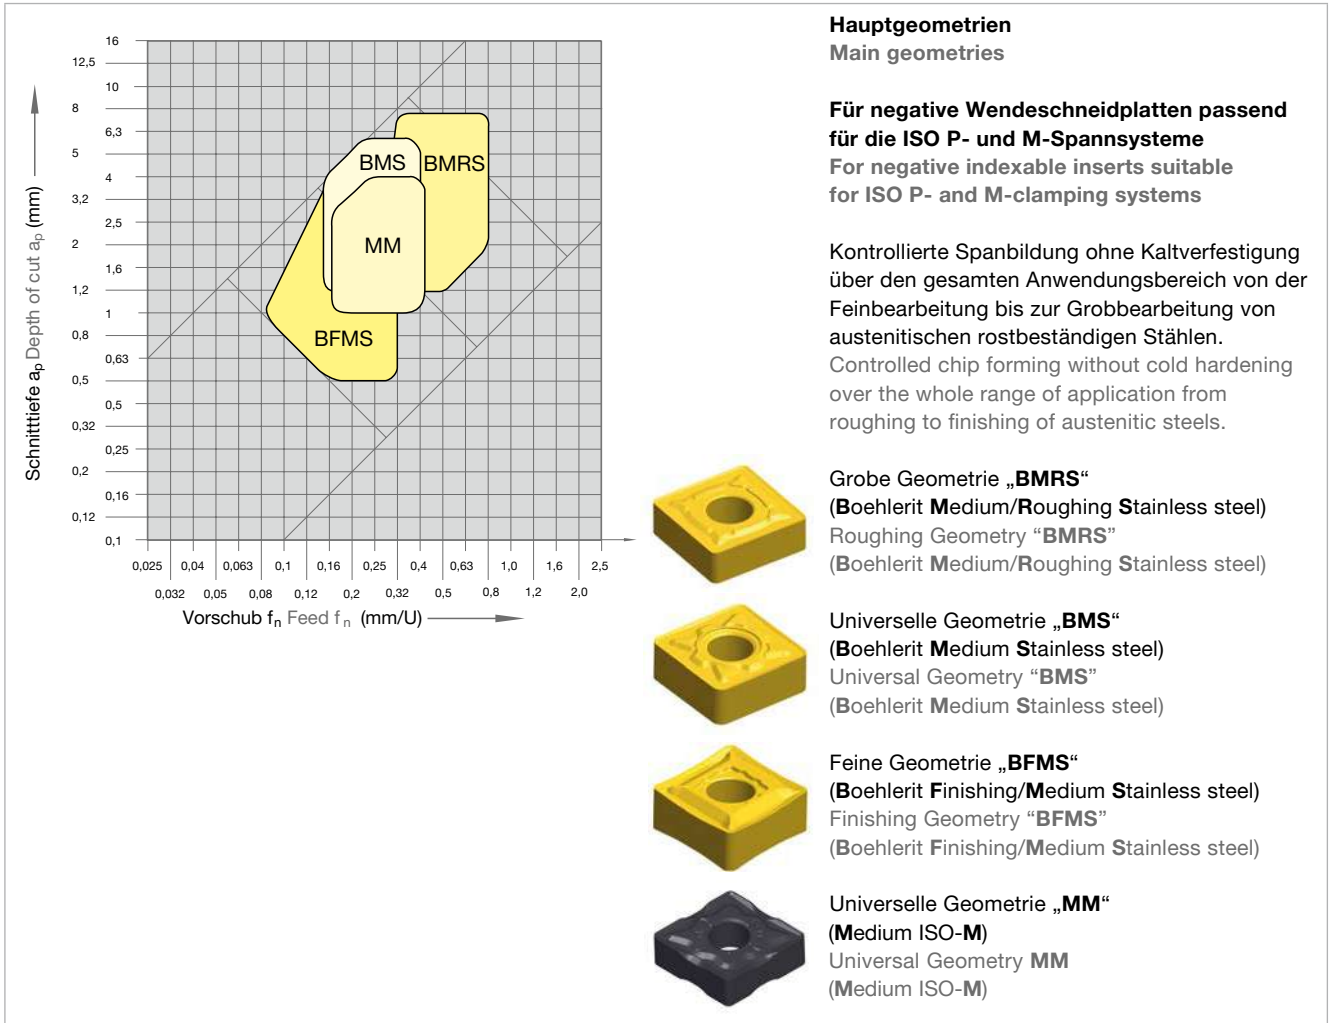 16
12,5
10
8
6,3
5
4
3,2
2,5
2
1,6
1,2
1
0,8
0,63
0,5
0,5
0,32
0,25
0,2
0,16
0,12
0,1
Schnitttiefe ap Depth of cut ap (mm)
BMS
BMRS
MM
BFMS
0,025 0,04 0,063 0,1 0,16 0,25 0,4 0,63 1,0 1,6 2,5
0,032 0,05 0,08 0,12 0,2 0,32 0,5 0,8 1,2 2,0
Vorschub fn Feed fn (mm/U)
Hauptgeometrien
Main geometries
Für negative Wendeschneidplatten passend
für die ISO P- und M-Spannsysteme
For negative indexable inserts suitable
for ISO P- and M-clamping systems
Kontrollierte Spanbildung ohne Kaltverfestigung
über den gesamten Anwendungsbereich von der
Feinbearbeitung bis zur Grobbearbeitung von
austenitischen rostbeständigen Stählen.
Controlled chip forming without cold hardening
over the whole range of application from
roughing to finishing of austenitic steels.
Grobe Geometrie „BMRS“
(Boehlerit Medium/Roughing Stainless steel)
Roughing Geometry “BMRS”
(Boehlerit Medium/Roughing Stainless steel)
Universelle Geometrie „BMS“
(Boehlerit Medium Stainless steel)
Universal Geometry “BMS”
(Boehlerit Medium Stainless steel)
Feine Geometrie „BFMS“
(Boehlerit Finishing/Medium Stainless steel)
Finishing Geometry “BFMS”
(Boehlerit Finishing/Medium Stainless steel)
Universelle Geometrie „MM“
(Medium ISO-M)
Universal Geometry MM
(Medium ISO-M)